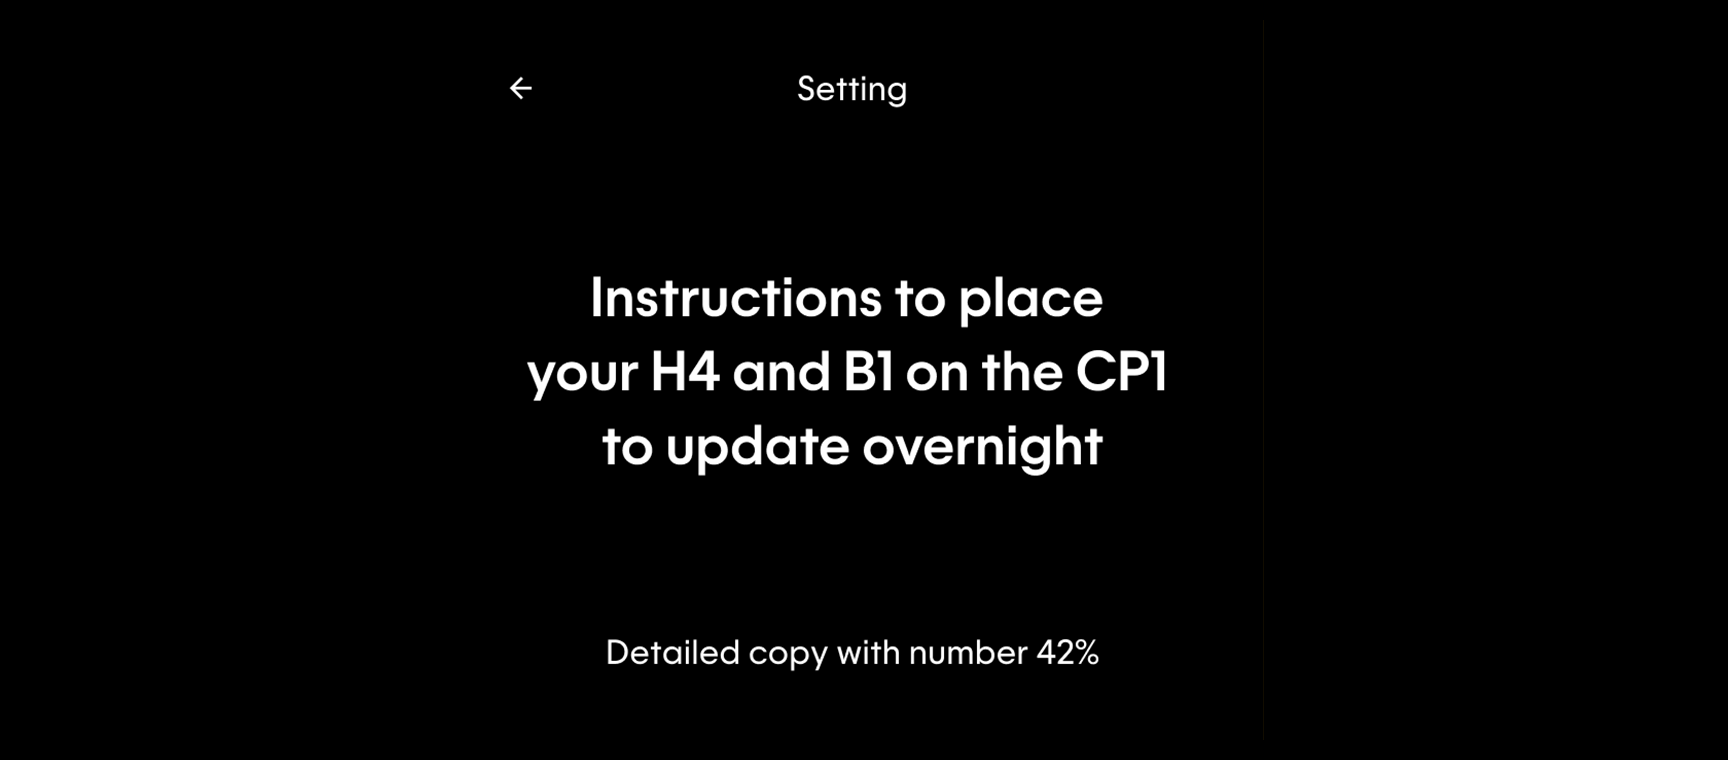 Setting
Instructions to place
your H4 and B1 on the CP1
to update overnight
Detailed copy with number 42%